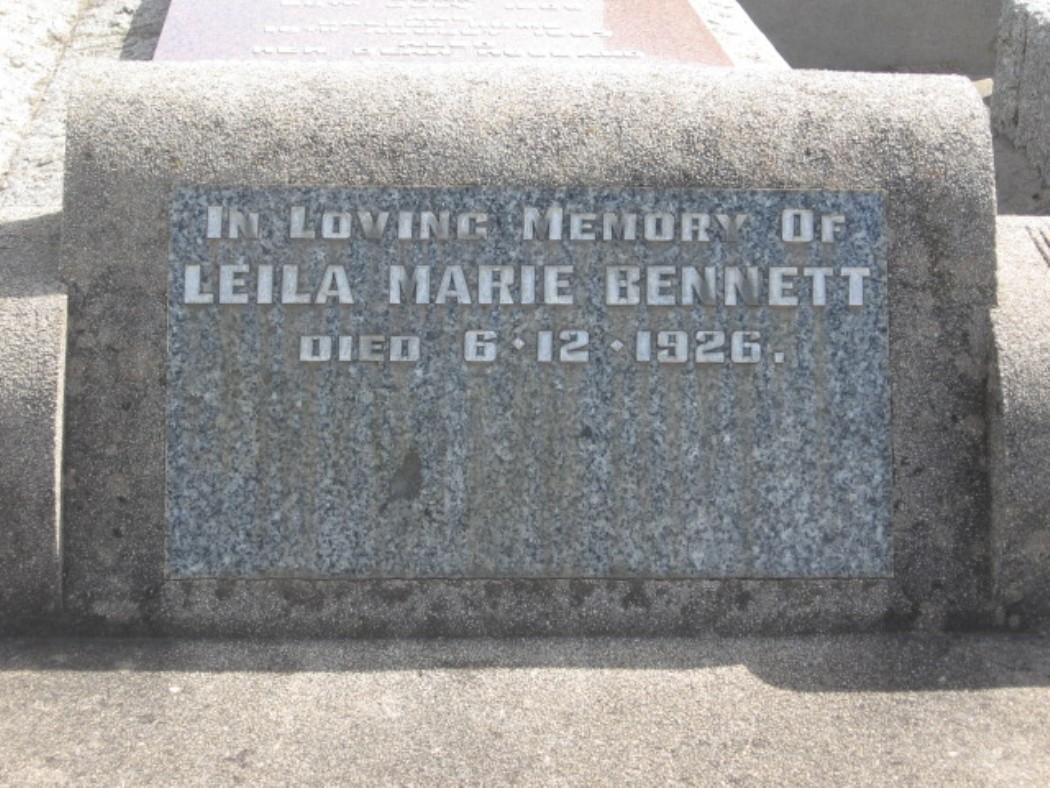 IN LOVING MEMORY OF
LEILA MARIE BENNETT
DIED 6·12·1926.